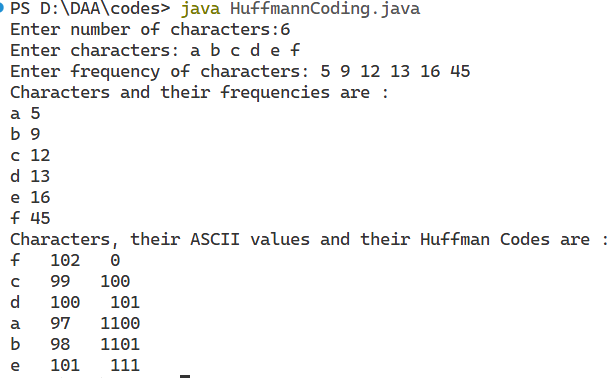 PS D:\DAA\codes> java HuffmannCoding.java
Enter number of characters:6
Enter characters: a b c d e f
Enter frequency of characters: 5 9 12 13 16 45
Characters and their frequencies are :
a 5
b 9
c 12
d 13
e 16
f 45
Characters, their ASCII values and their Huffman Codes are :
f   102   0
c   99   100
d   100   101
a   97   1100
b   98   1101
e   101   111